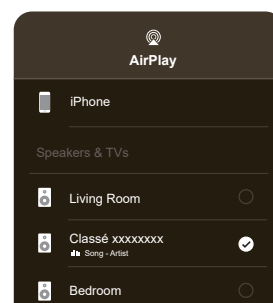 AirPlay
iPhone
Speakers & TVs
Living Room
Classé xxxxxxxx
Song - Artist
Bedroom